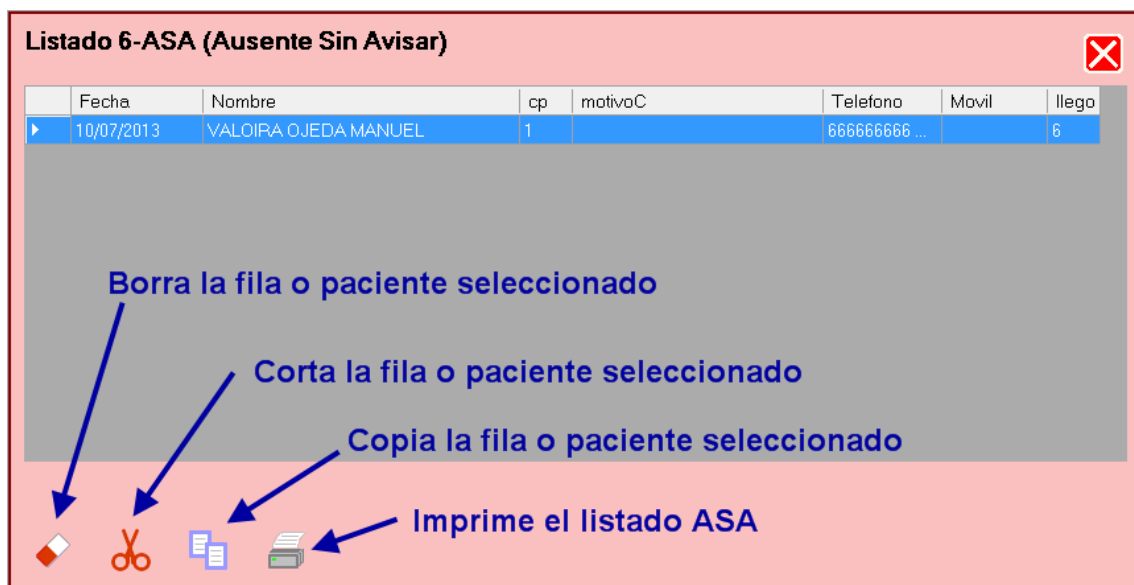 Listado 6-ASA (Ausente Sin Avisar)
Fecha Nombre cp motivoC Telefono Movil llego
10/07/2013 VALOIRA OJEDA MANUEL 1 666666666 ... 6
Borra la fila o paciente seleccionado
Corta la fila o paciente seleccionado
Copia la fila o paciente seleccionado
Imprime el listado ASA